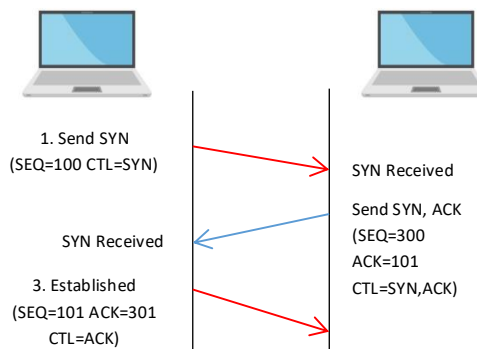 1. Send SYN
(SEQ=100 CTL=SYN)
SYN Received
Send SYN, ACK
(SEQ=300
ACK=101
CTL=SYN,ACK)
SYN Received
3. Established
(SEQ=101 ACK=301
CTL=ACK)